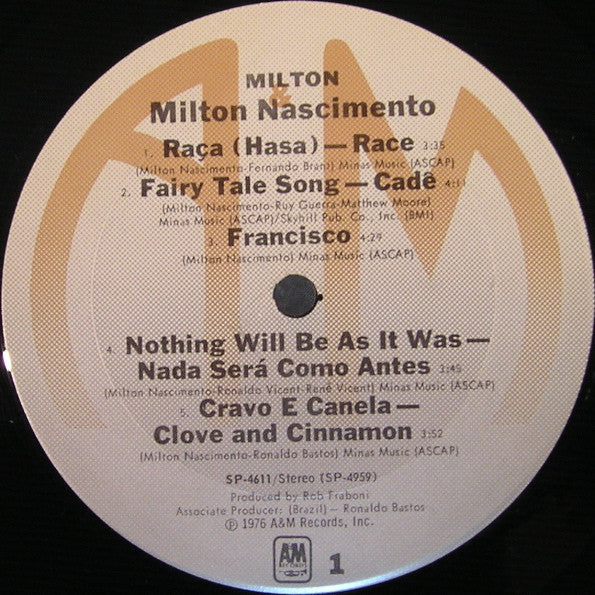 MILTON
Milton Nascimento
1. Raça (Hasa) — Race 3:35
(Milton Nascimento-Fernando Brant) Minas Music (ASCAP)
2. Fairy Tale Song — Cadê 4:11
(Milton Nascimento-Ruy Guerra-Matthew Moore)
Minas Music (ASCAP)/Skyhill Pub. Co., Inc. (BMI)
3. Francisco 4:29
(Milton Nascimento) Minas Music (ASCAP)
4. Nothing Will Be As It Was —
Nada Será Como Antes 3:45
(Milton Nascimento-Ronaldo Vicent-René Vicent) Minas Music (ASCAP)
5. Cravo E Canela —
Clove and Cinnamon 3:52
(Milton Nascimento-Ronaldo Bastos) Minas Music (ASCAP)
SP-4611/Stereo (SP-4959)
Produced by Rob Fraboni
Associate Producer: (Brazil) — Ronaldo Bastos
℗ 1976 A&M Records, Inc.
A&M
RECORDS
1